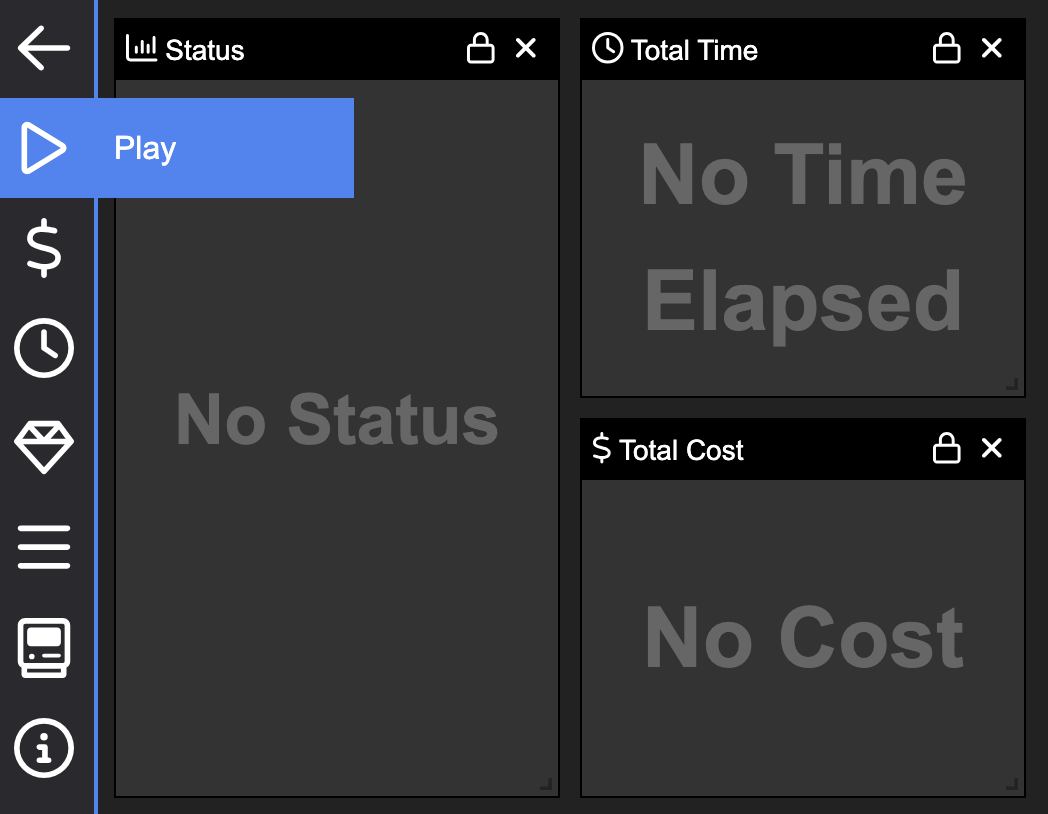 Status
Total Time
Play
No Time
Elapsed
No Status
$ Total Cost
No Cost